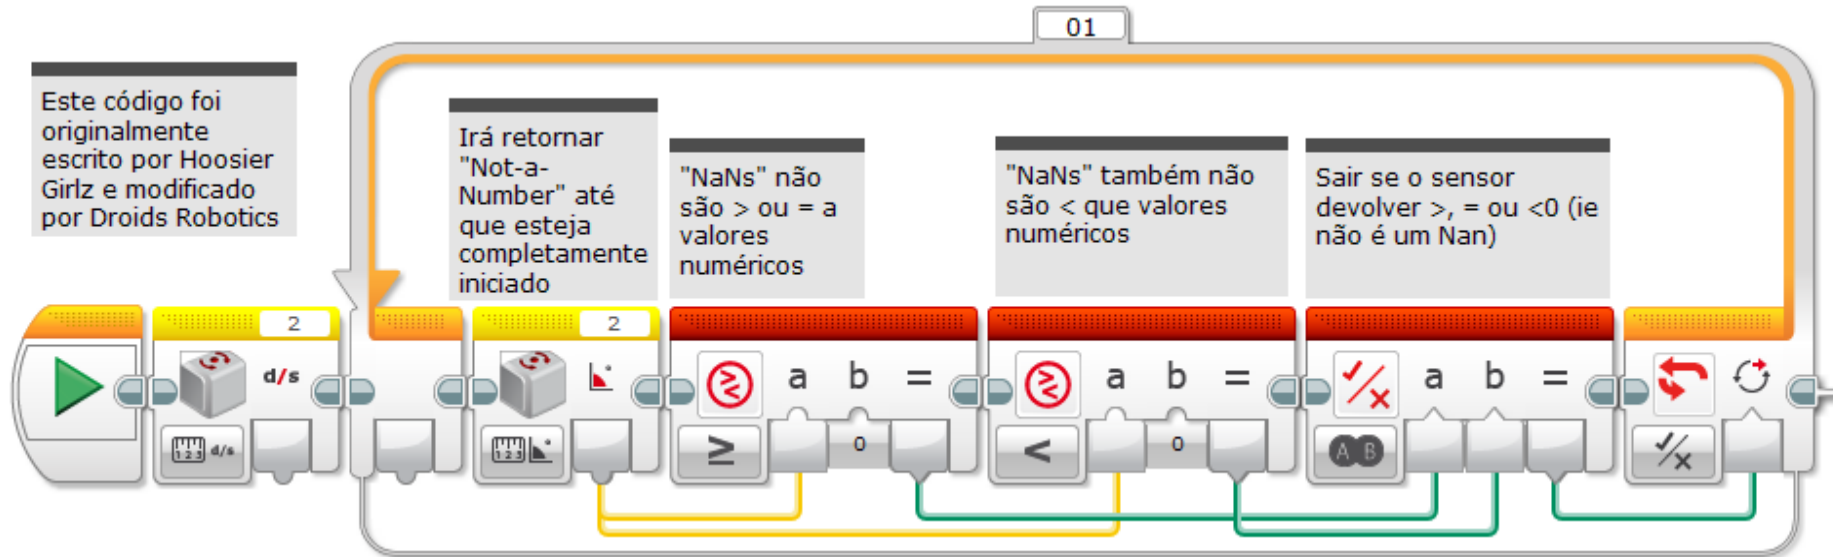 01
Este código foi
originalmente
escrito por Hoosier
Girlz e modificado
por Droids Robotics
Irá retornar
"Not-a-
Number" até
que esteja
completamente
iniciado
"NaNs" não
são > ou = a
valores
numéricos
"NaNs" também não
são < que valores
numéricos
Sair se o sensor
devolver >, = ou <0 (ie
não é um Nan)
2
d/s
123 d/s
2
123
a b =
≥ 0
a b =
< 0
a b =
A B